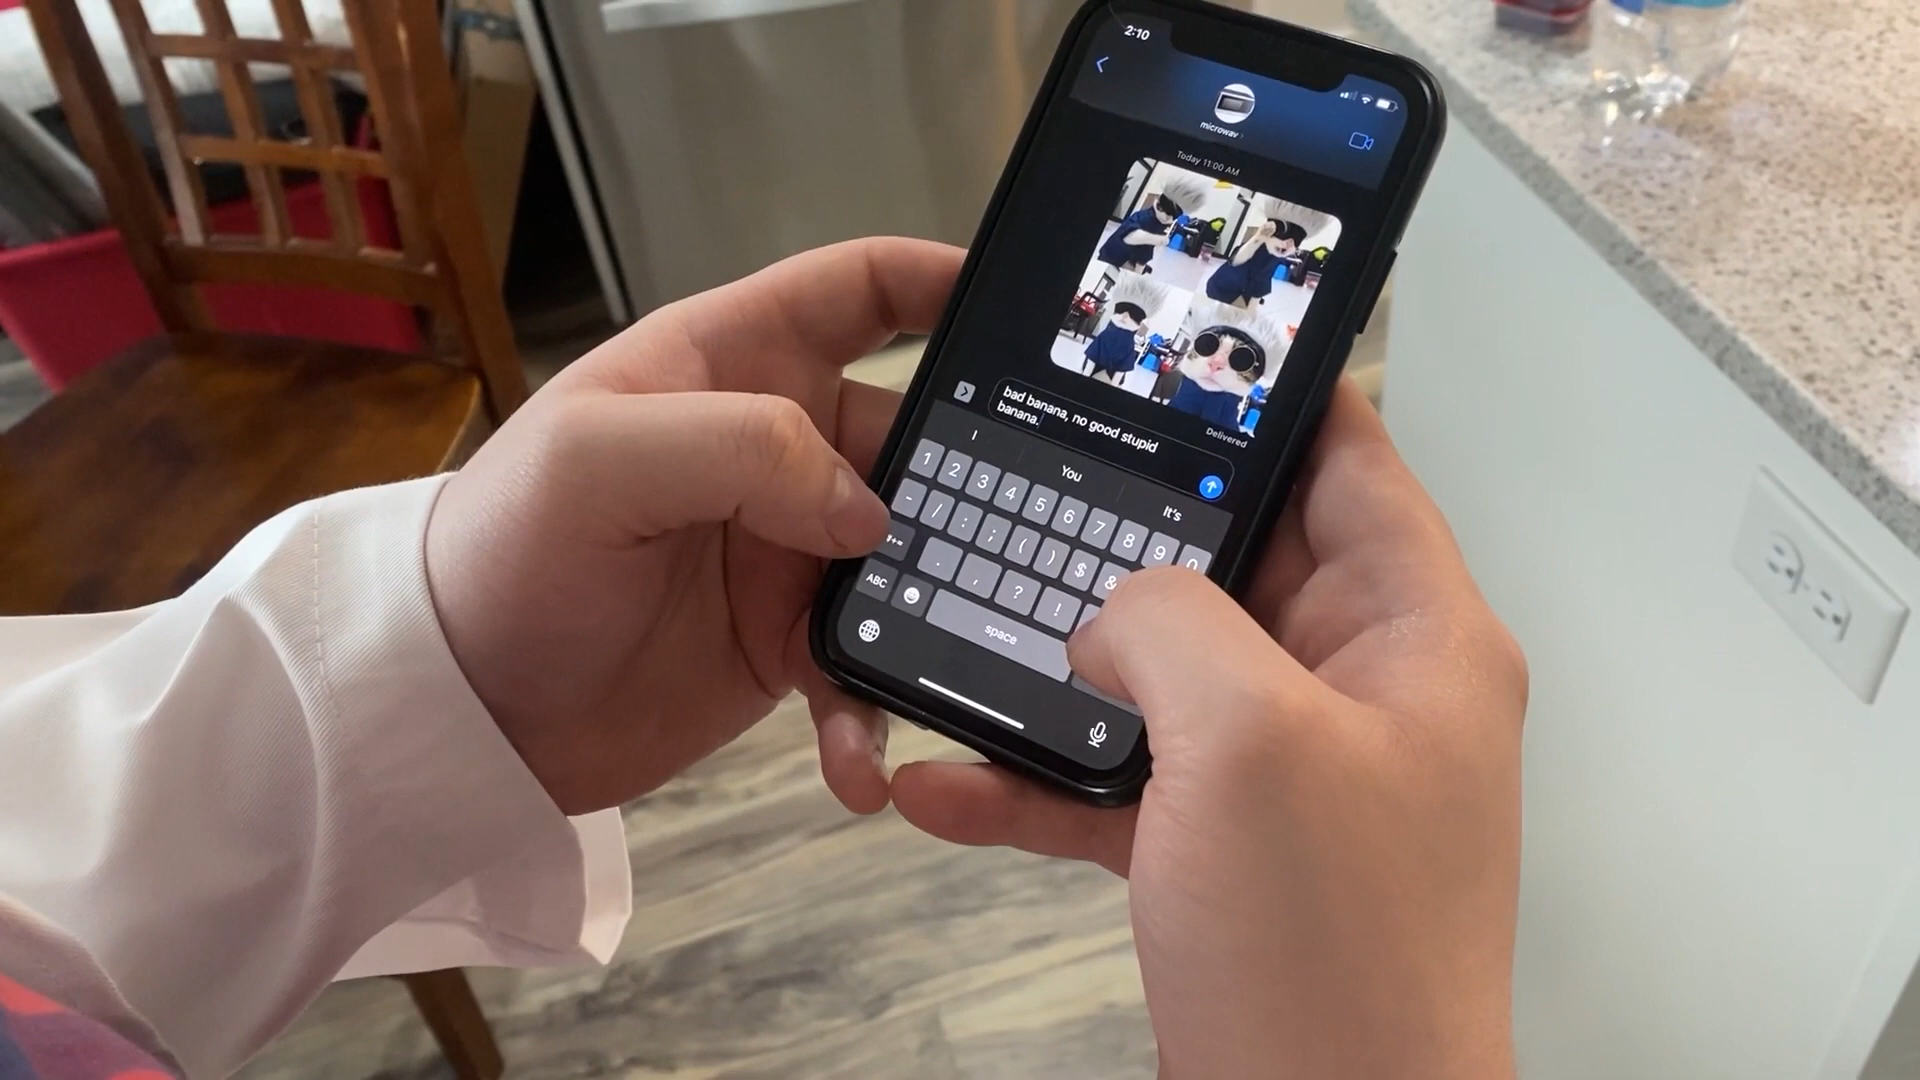 2:10
microwav
Today 11:00 AM
bad banana, no good stupid
banana.
Delivered
I
You
It's
1 2 3 4 5 6 7 8 9 0
- / : ; ( ) $ &
#+= . , ? !
ABC
space